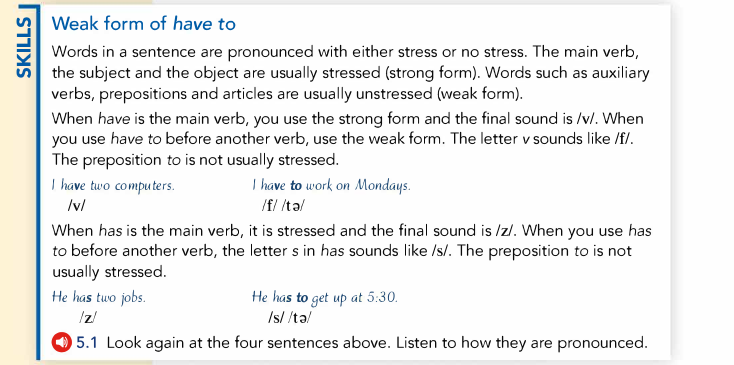 SKILLS
Weak form of have to
Words in a sentence are pronounced with either stress or no stress. The main verb,
the subject and the object are usually stressed (strong form). Words such as auxiliary
verbs, prepositions and articles are usually unstressed (weak form).
When have is the main verb, you use the strong form and the final sound is /v/. When
you use have to before another verb, use the weak form. The letter v sounds like /f/.
The preposition to is not usually stressed.
I have two computers. I have to work on Mondays.
/v/ /f/ /tə/
When has is the main verb, it is stressed and the final sound is /z/. When you use has
to before another verb, the letter s in has sounds like /s/. The preposition to is not
usually stressed.
He has two jobs. He has to get up at 5:30.
/z/ /s/ /tə/
5.1 Look again at the four sentences above. Listen to how they are pronounced.